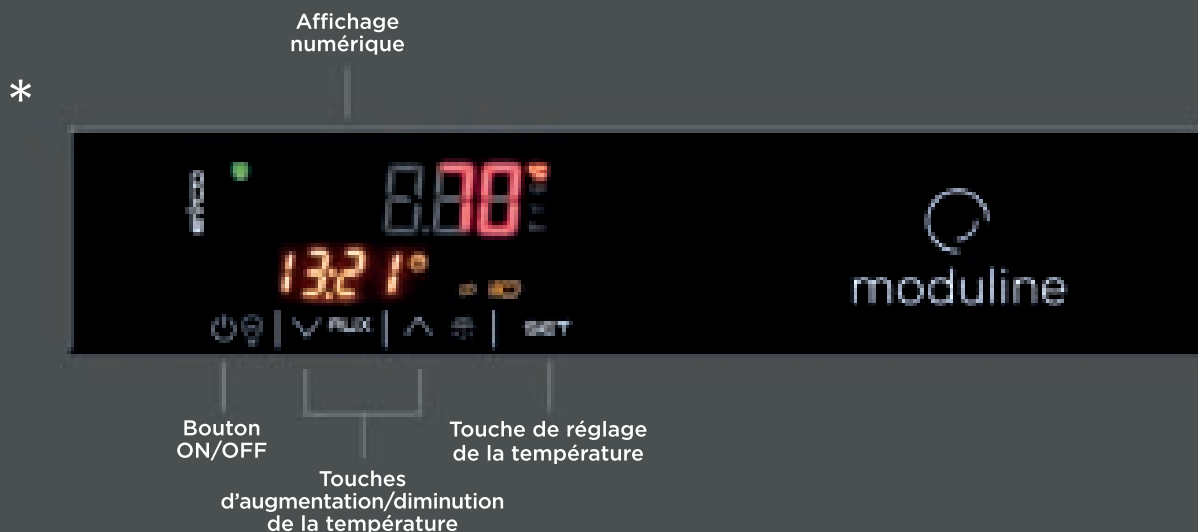 Affichage
numérique
*
70
13:21°
AUX
SET
moduline
Bouton
ON/OFF
Touches
d'augmentation/diminution
de la température
Touche de réglage
de la température